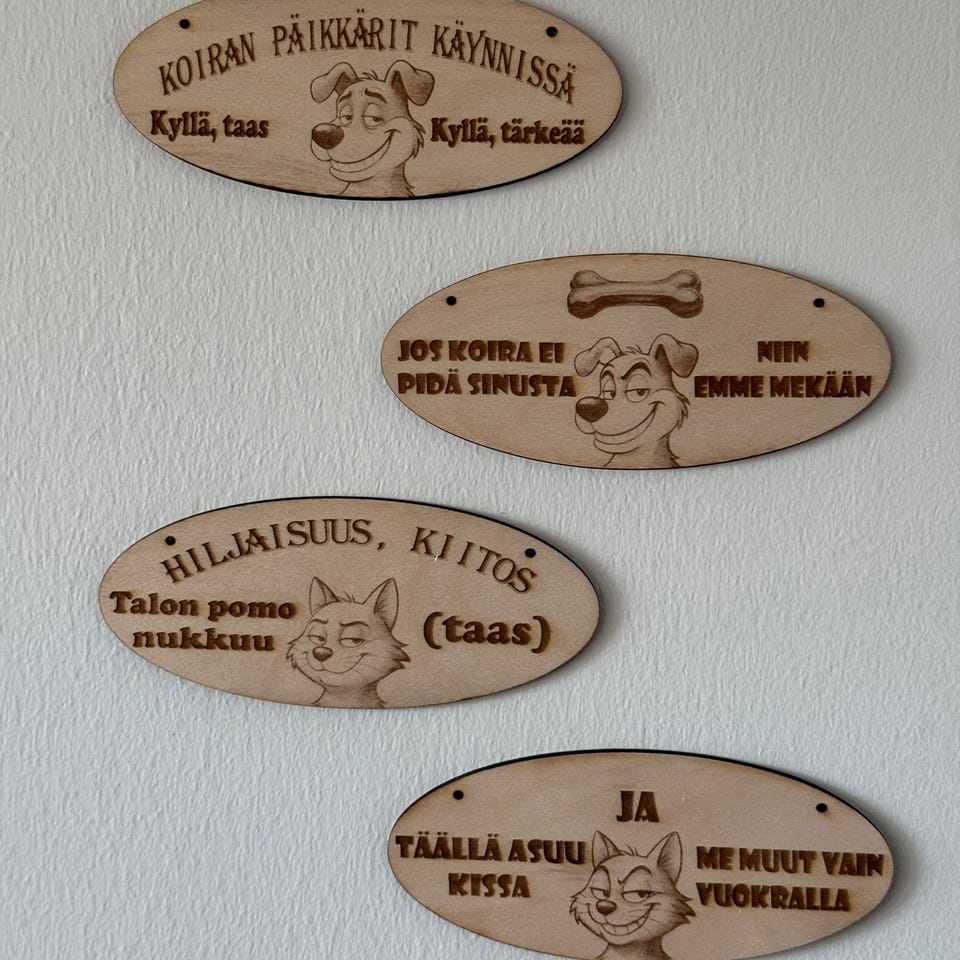 KOIRAN PÄIKKÄRIT KÄYNNISSÄ
Kyllä, taas
Kyllä, tärkeää
JOS KOIRA EI
PIDÄ SINUSTA
NIIN
EMME MEKÄÄN
HILJAISUUS, KIITOS
Talon pomo
nukkuu
(taas)
JA
TÄÄLLÄ ASUU
KISSA
ME MUUT VAIN
VUOKRALLA